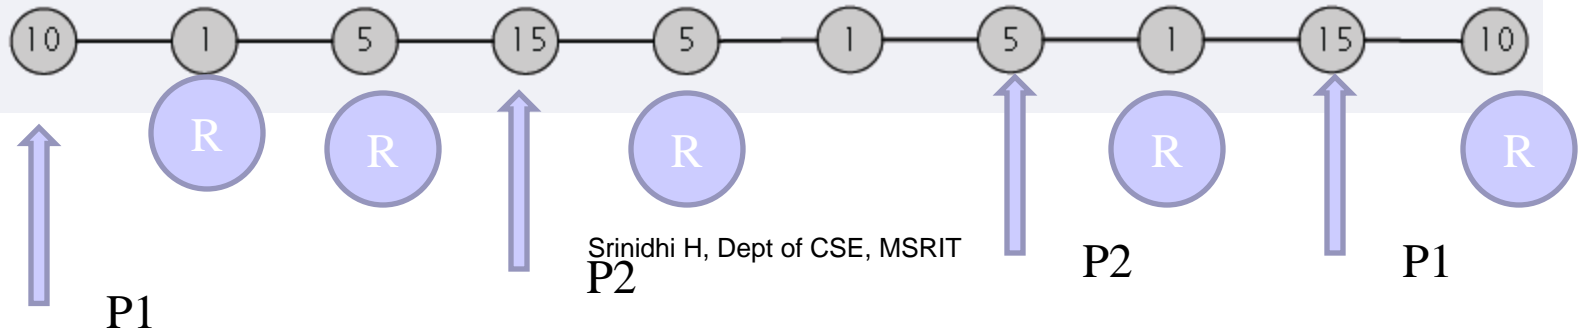 10 1 5 15 5 1 5 1 15 10
R R R R R
Srinidhi H, Dept of CSE, MSRIT
P2 P2 P1
P1